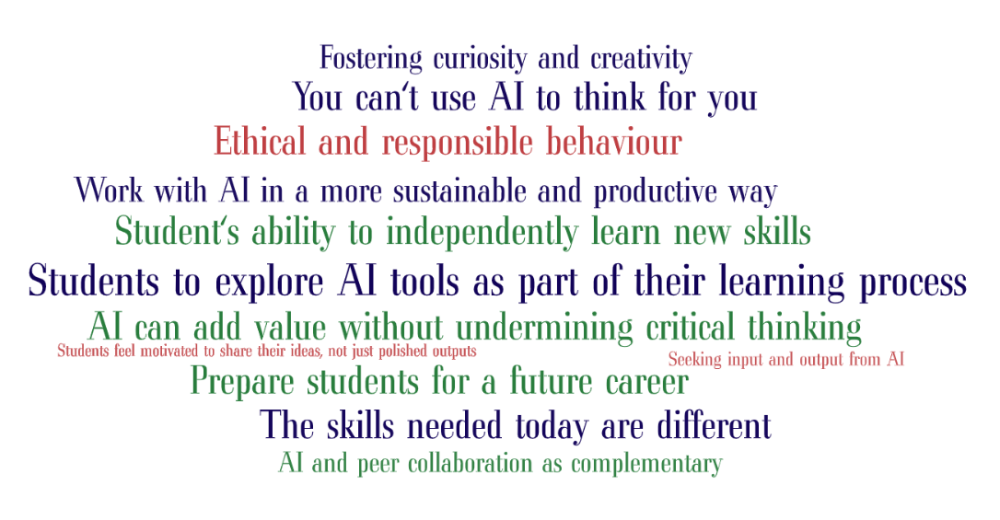 Fostering curiosity and creativity
You can‘t use AI to think for you
Ethical and responsible behaviour
Work with AI in a more sustainable and productive way
Student‘s ability to independently learn new skills
Students to explore AI tools as part of their learning process
AI can add value without undermining critical thinking
Students feel motivated to share their ideas, not just polished outputs
Seeking input and output from AI
Prepare students for a future career
The skills needed today are different
AI and peer collaboration as complementary